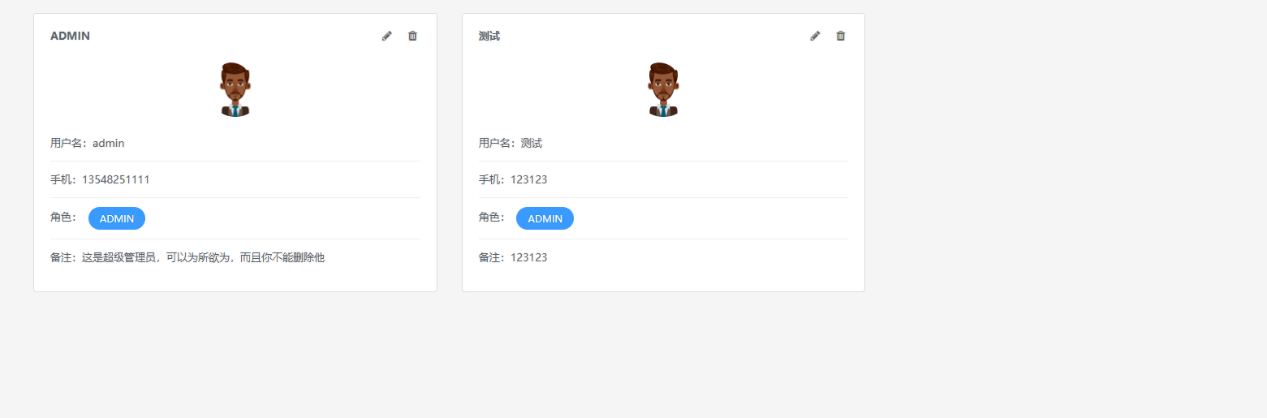 ADMIN
用户名：admin
手机：13548251111
角色： ADMIN
备注：这是超级管理员，可以为所欲为，而且你不能删除他
测试
用户名：测试
手机：123123
角色： ADMIN
备注：123123